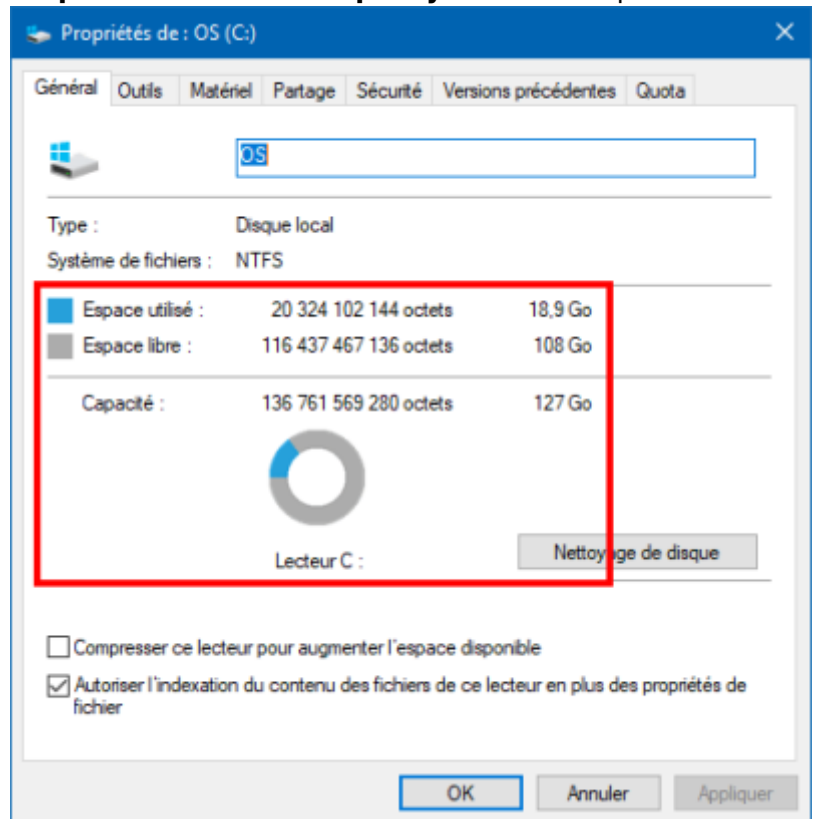 Propriétés de : OS (C:)
Général Outils Matériel Partage Sécurité Versions précédentes Quota
OS
Type : Disque local
Système de fichiers : NTFS
Espace utilisé : 20 324 102 144 octets 18,9 Go
Espace libre : 116 437 467 136 octets 108 Go
Capacité : 136 761 569 280 octets 127 Go
Lecteur C : Nettoyage de disque
Compresser ce lecteur pour augmenter l'espace disponible
Autoriser l'indexation du contenu des fichiers de ce lecteur en plus des propriétés de
fichier
OK Annuler Appliquer